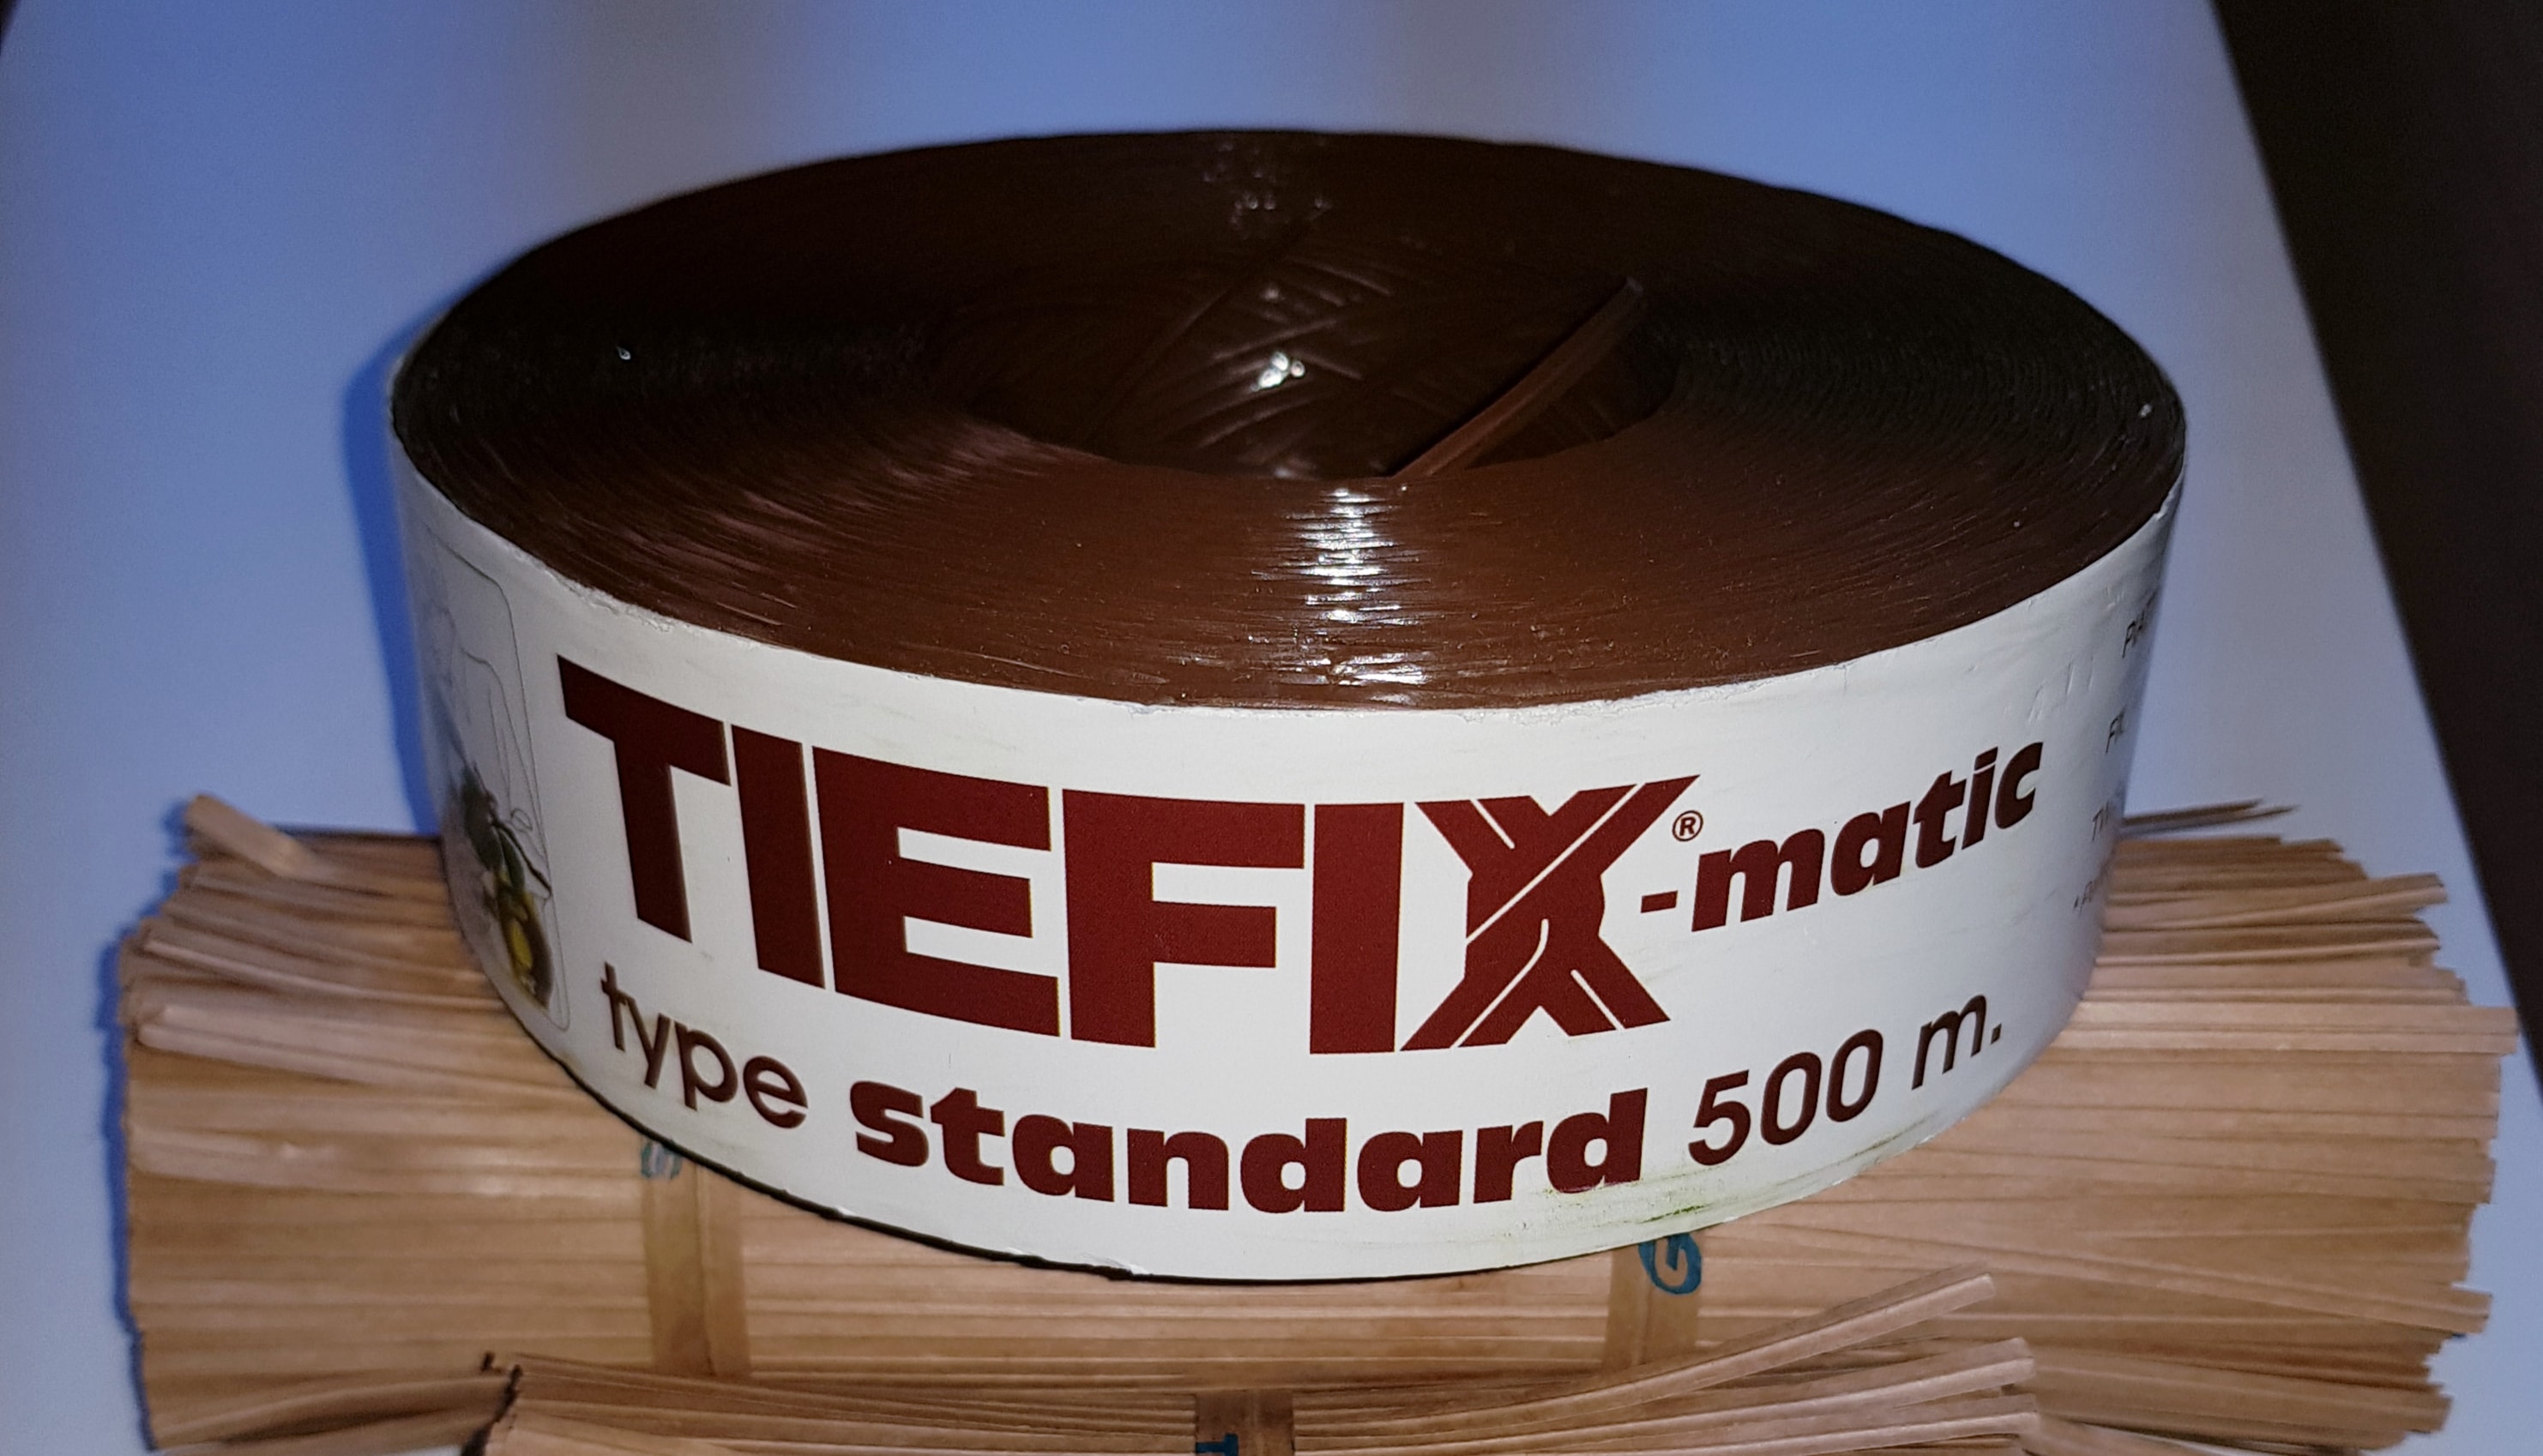 TIEFIX®-matic
type standard 500 m.
G